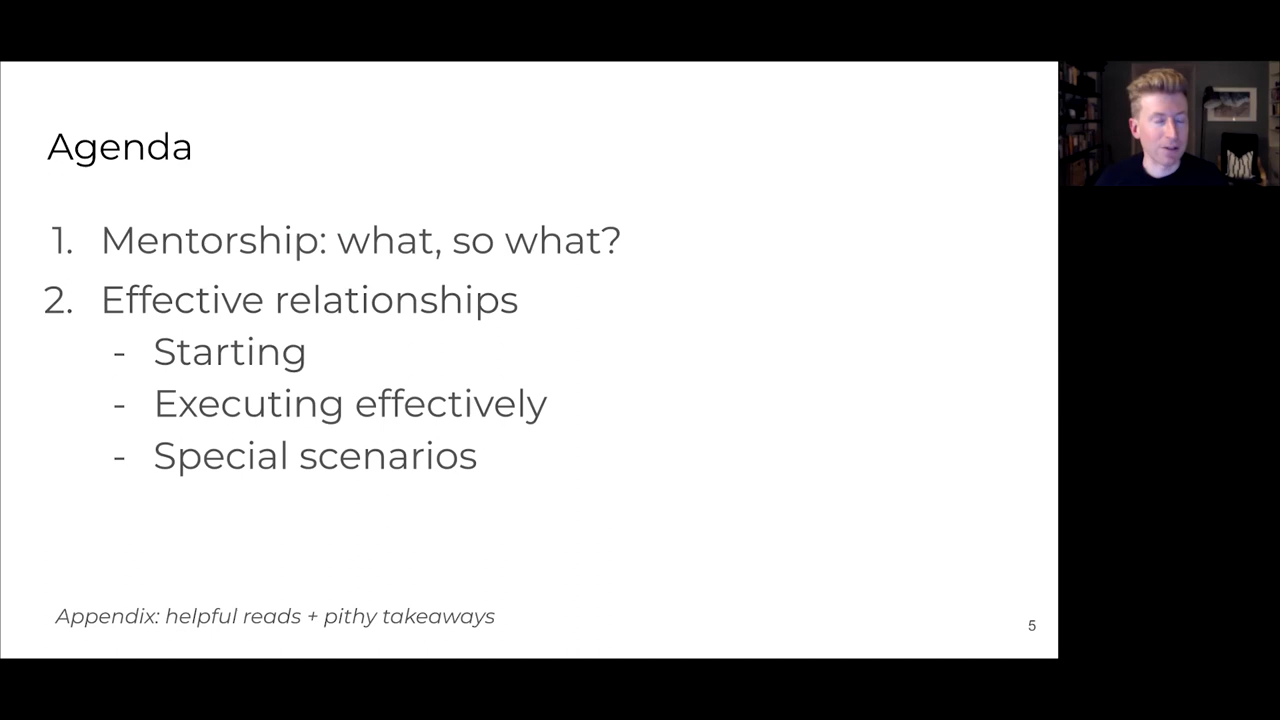 Agenda
1. Mentorship: what, so what?
2. Effective relationships
- Starting
- Executing effectively
- Special scenarios
Appendix: helpful reads + pithy takeaways
5